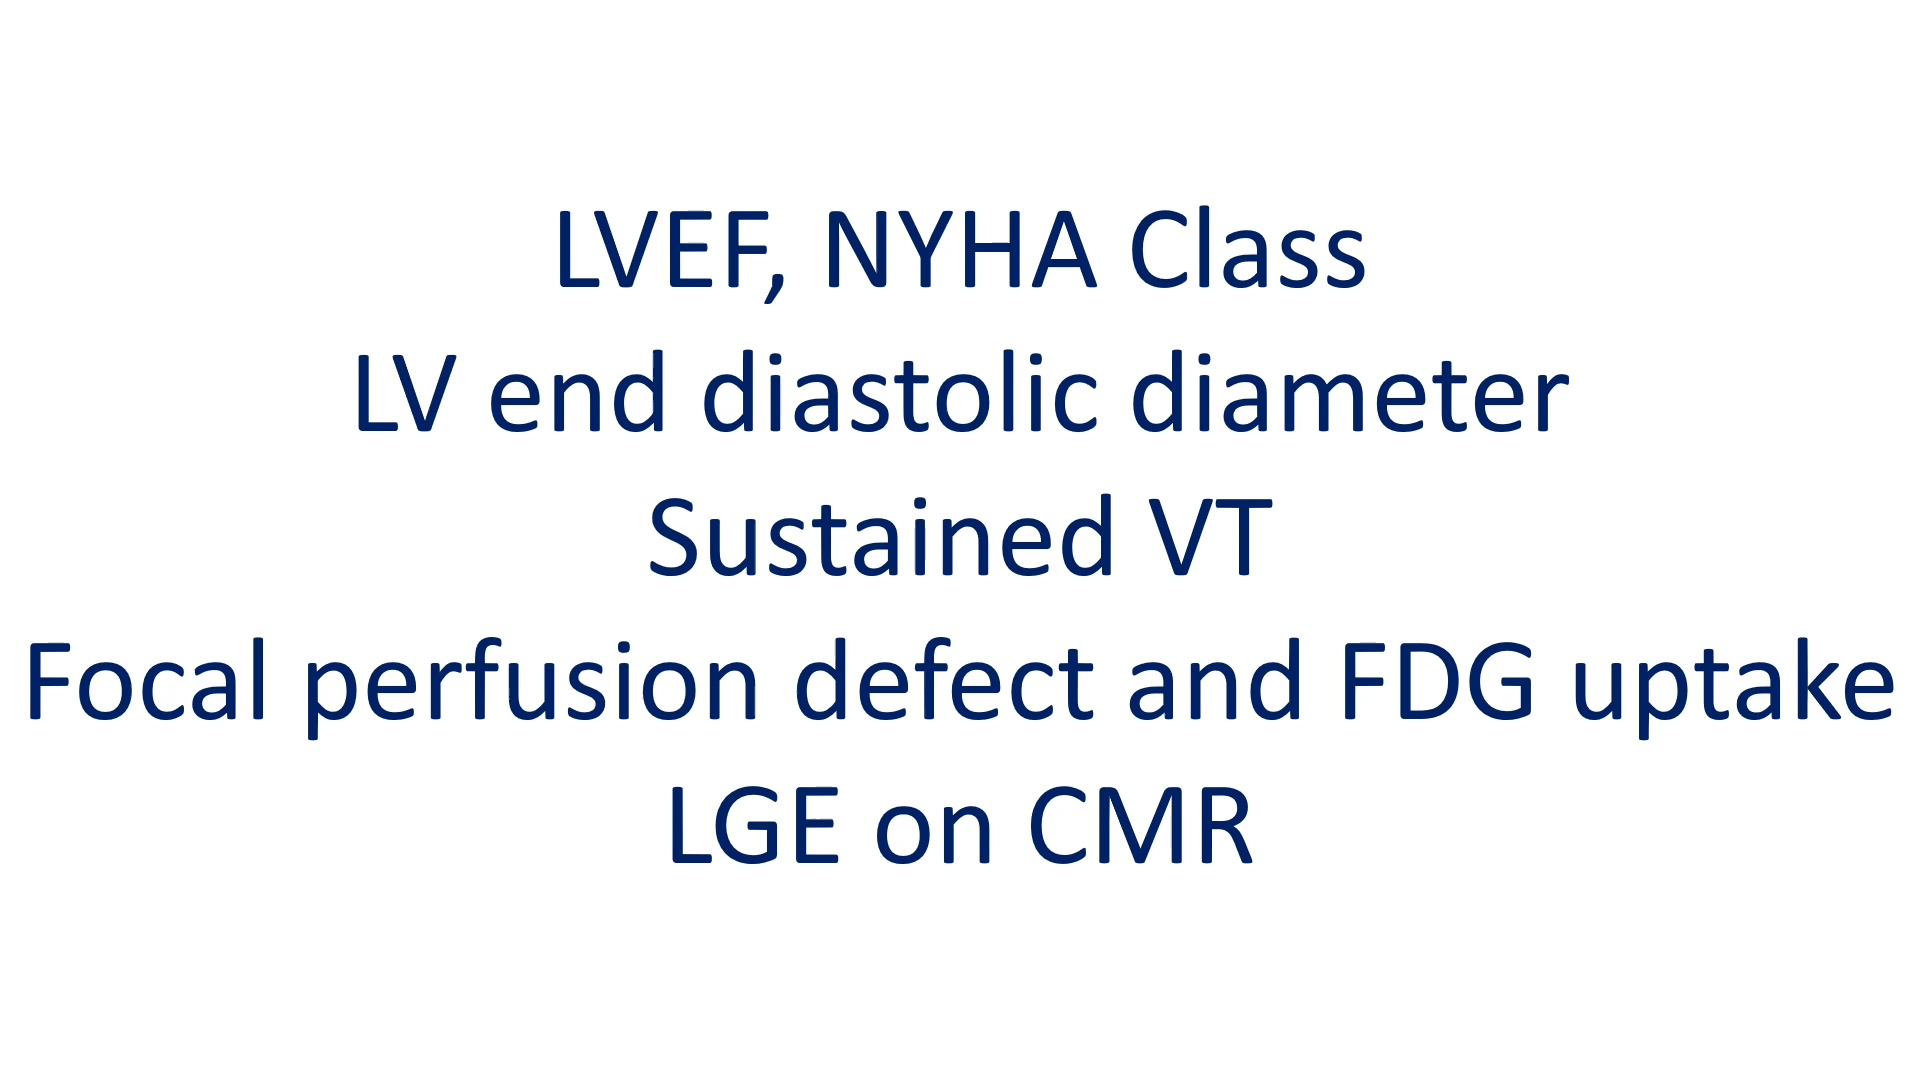 LVEF, NYHA Class
LV end diastolic diameter
Sustained VT
Focal perfusion defect and FDG uptake
LGE on CMR